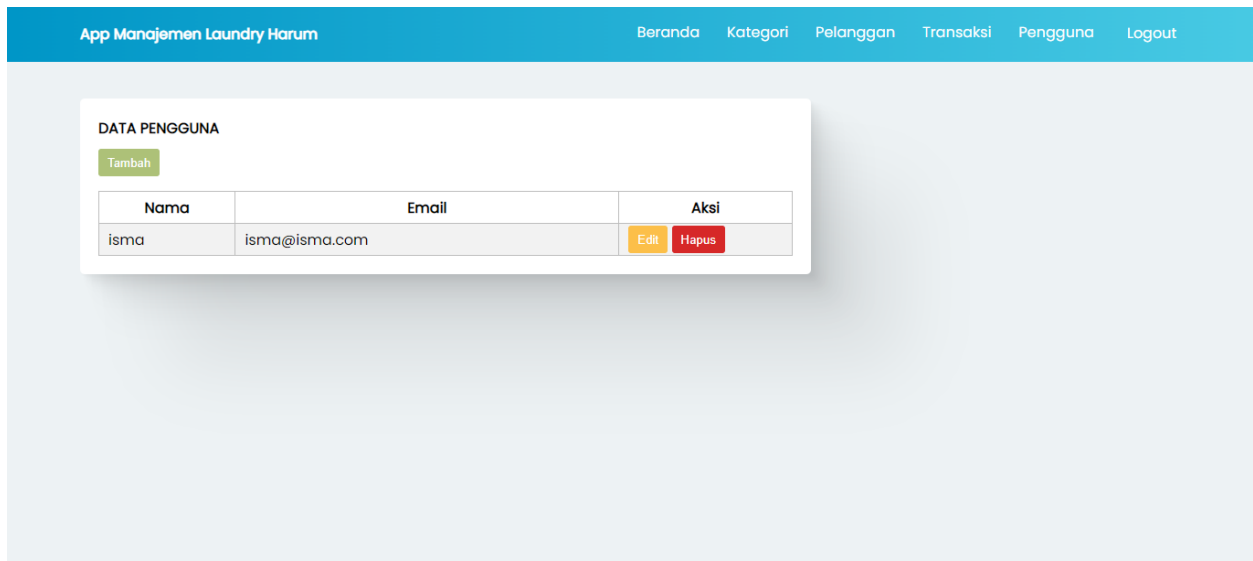 App Manajemen Laundry Harum Beranda Kategori Pelanggan Transaksi Pengguna Logout
DATA PENGGUNA
Tambah
Nama Email Aksi
isma isma@isma.com Edit Hapus